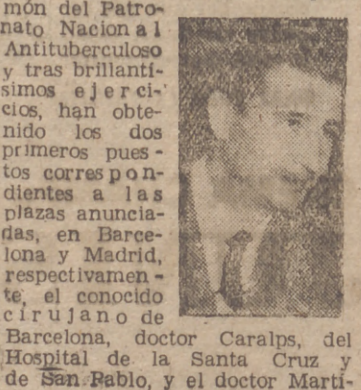 món del Patro-
nato Nacional
Antituberculoso
y tras brillantí-
simos ejerci-
cios, han obte-
nido los dos
primeros pues-
tos correspon-
dientes a las
plazas anuncia-
das, en Barce-
lona y Madrid,
respectivamen-
te, el conocido
cirujano de
Barcelona, doctor Caralps, del
Hospital de la Santa Cruz y
de San Pablo, y el doctor Martí-